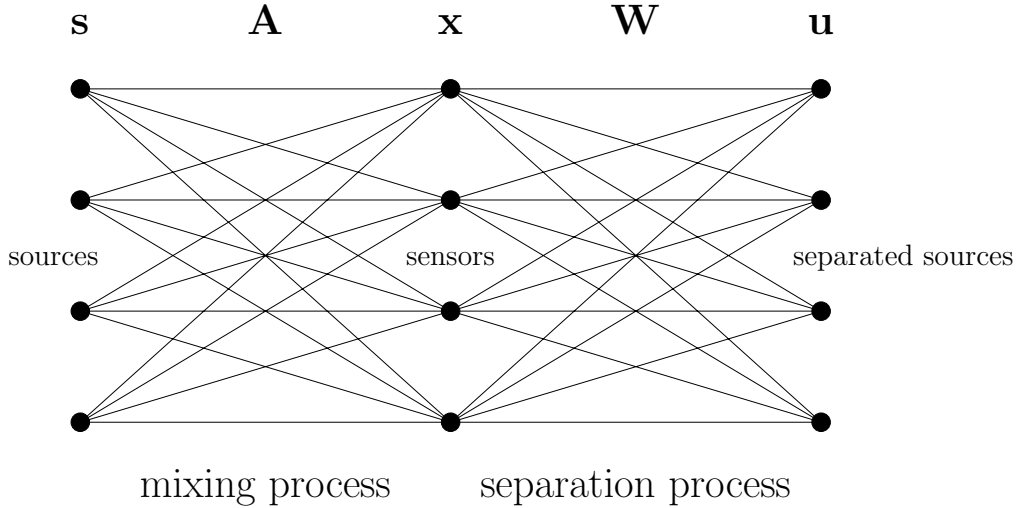 s A x W u
sources sensors separated sources
mixing process separation process